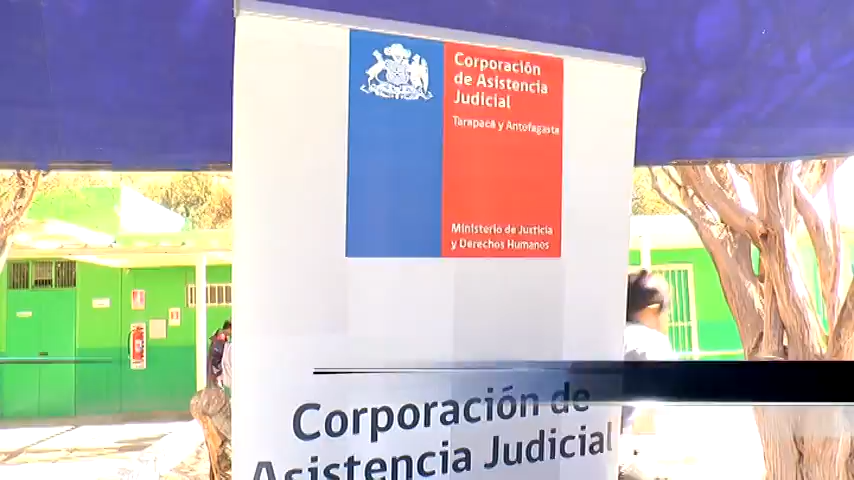 Corporación
de Asistencia
Judicial
Tarapacá y Antofagasta
Ministerio de Justicia
y Derechos Humanos
Corporación de
Asistencia Judicial